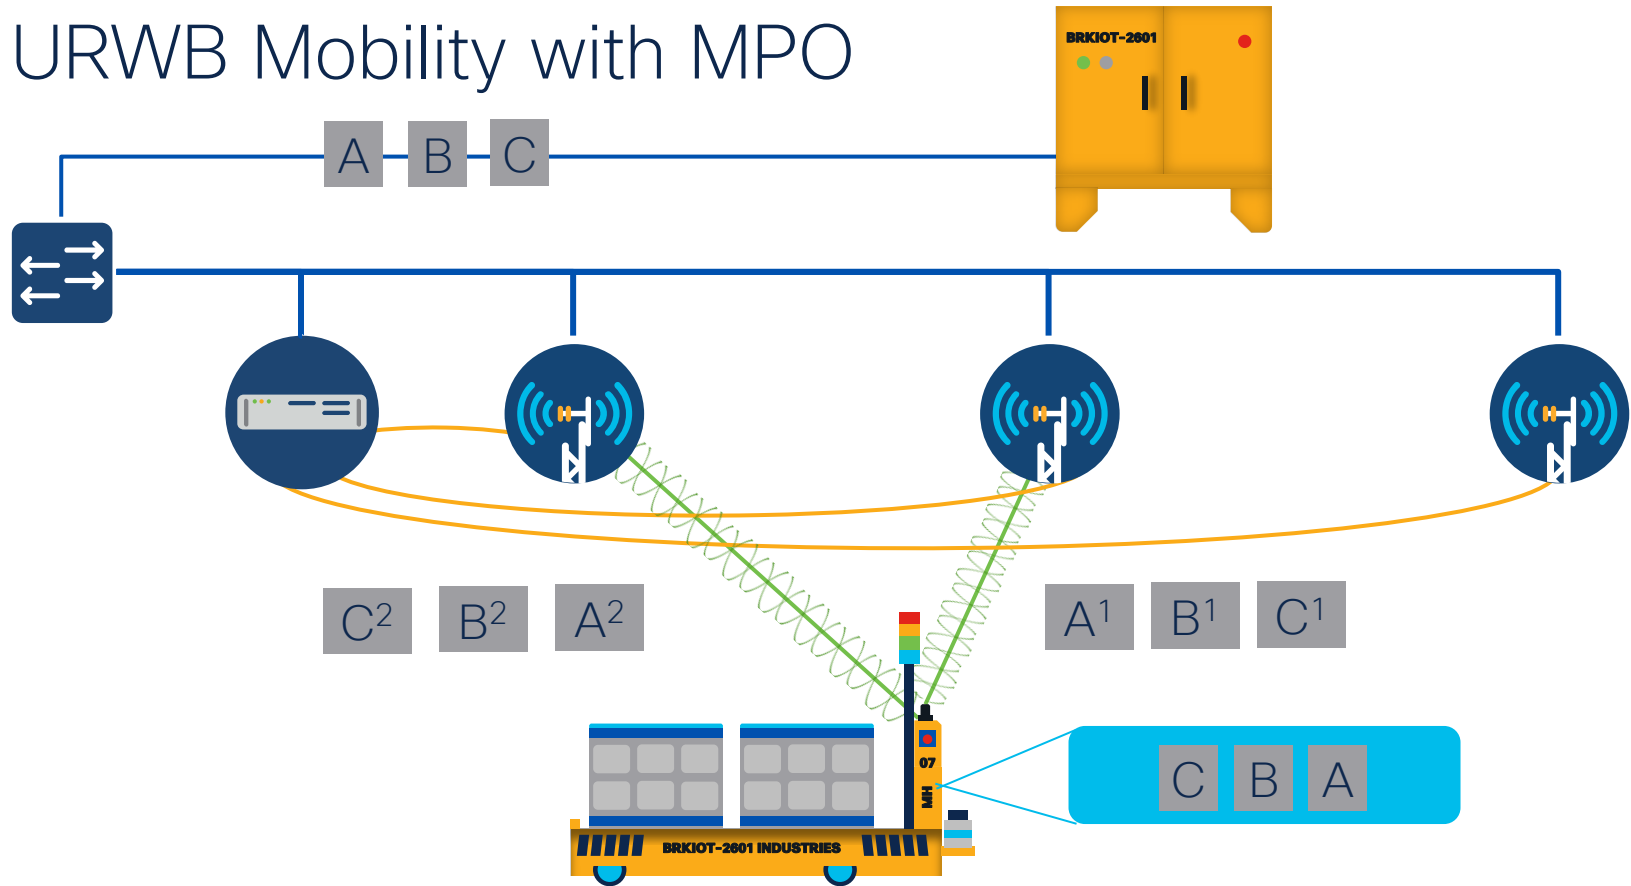 URWB Mobility with MPO
BRKIOT-2601
A B C
C² B² A²
A¹ B¹ C¹
07
MH
C B A
BRKIOT-2601 INDUSTRIES